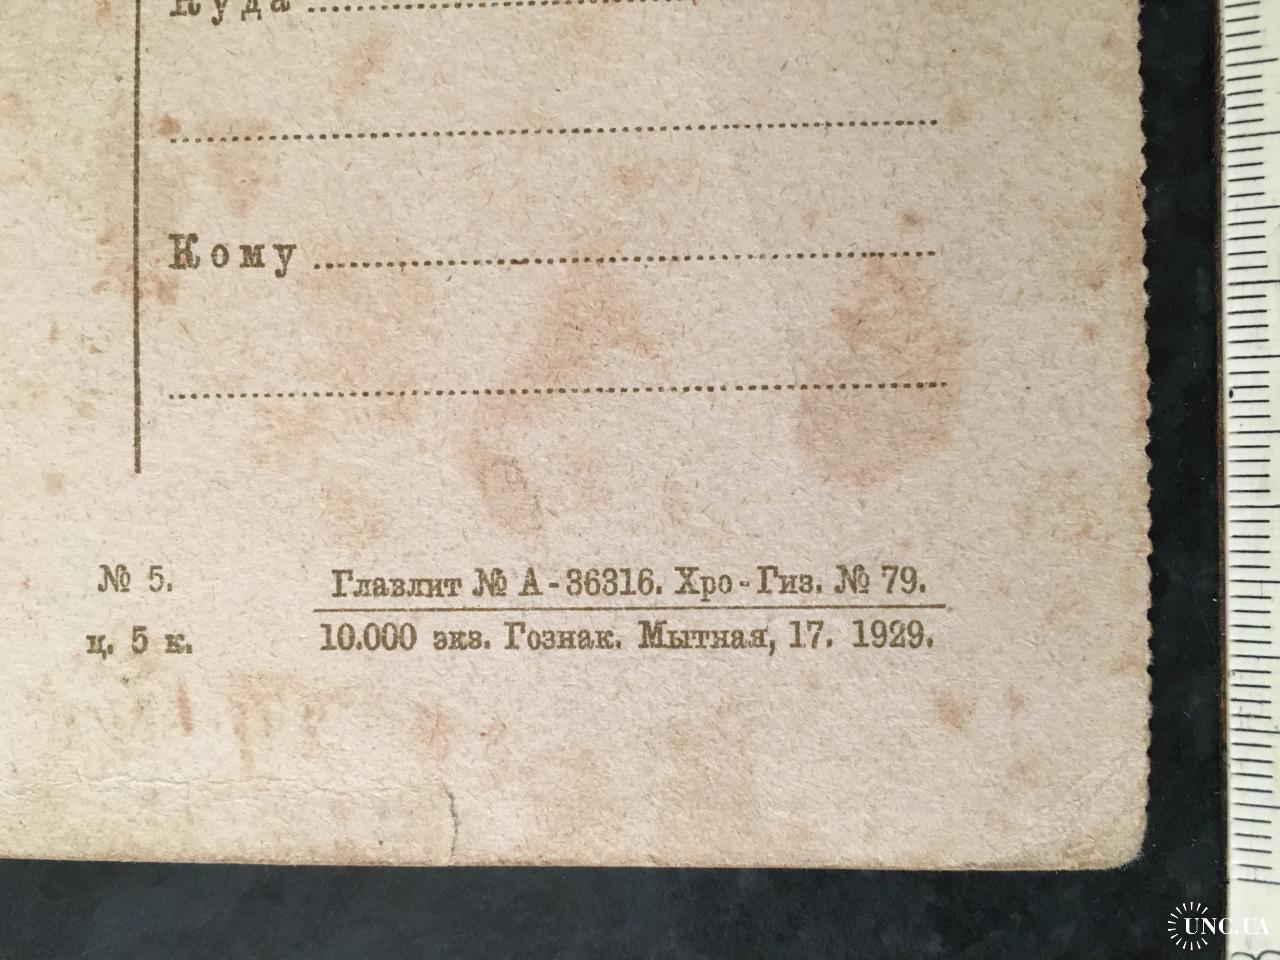 Куда
Кому
№ 5.
Главлит № А-36316. Хро-Гиз. № 79.
ц. 5 к.
10.000 экз. Гознак. Мытная, 17. 1929.
UNC.UA
8